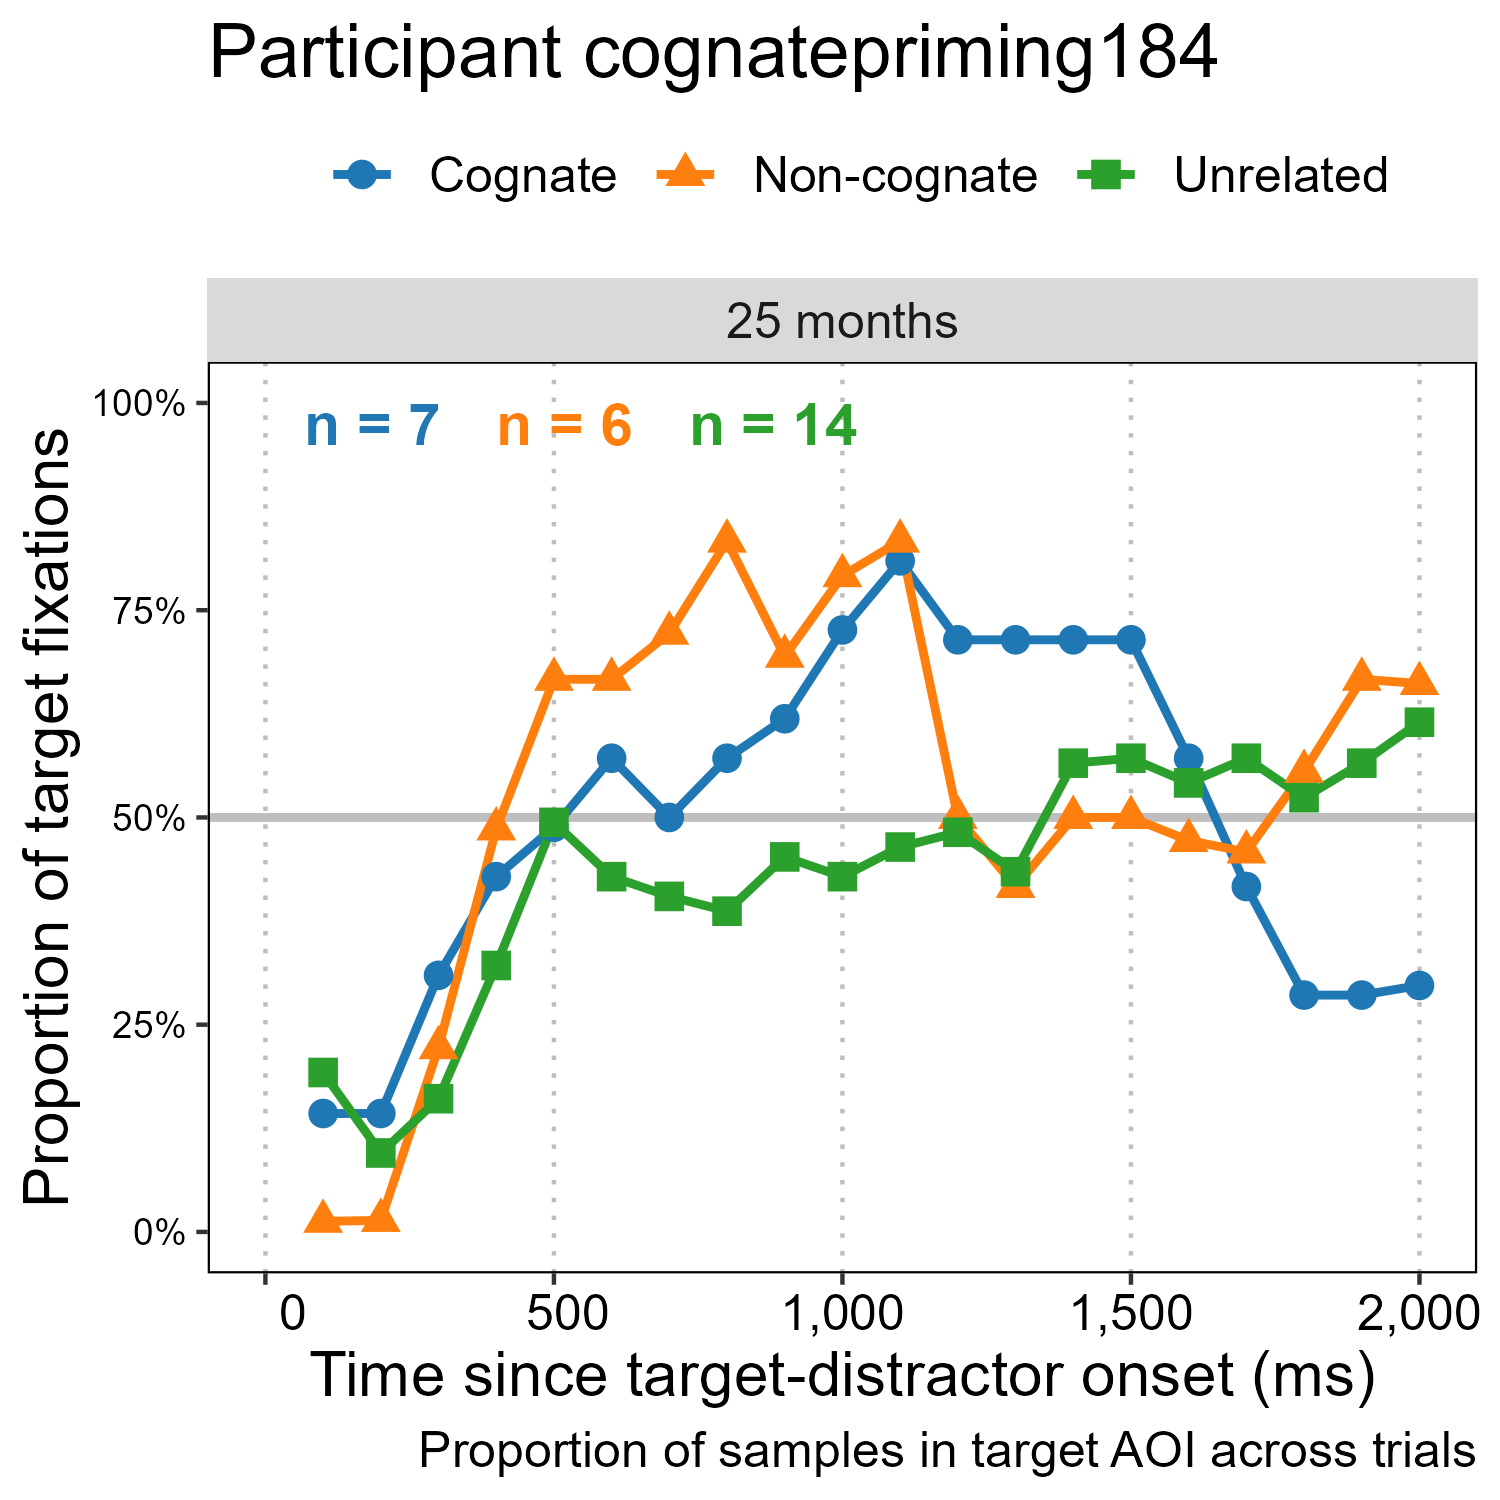 Participant cognatepriming184
Cognate Non-cognate Unrelated
25 months
n = 7 n = 6 n = 14
100%
75%
50%
25%
0%
Proportion of target fixations
0 500 1,000 1,500 2,000
Time since target-distractor onset (ms)
Proportion of samples in target AOI across trials